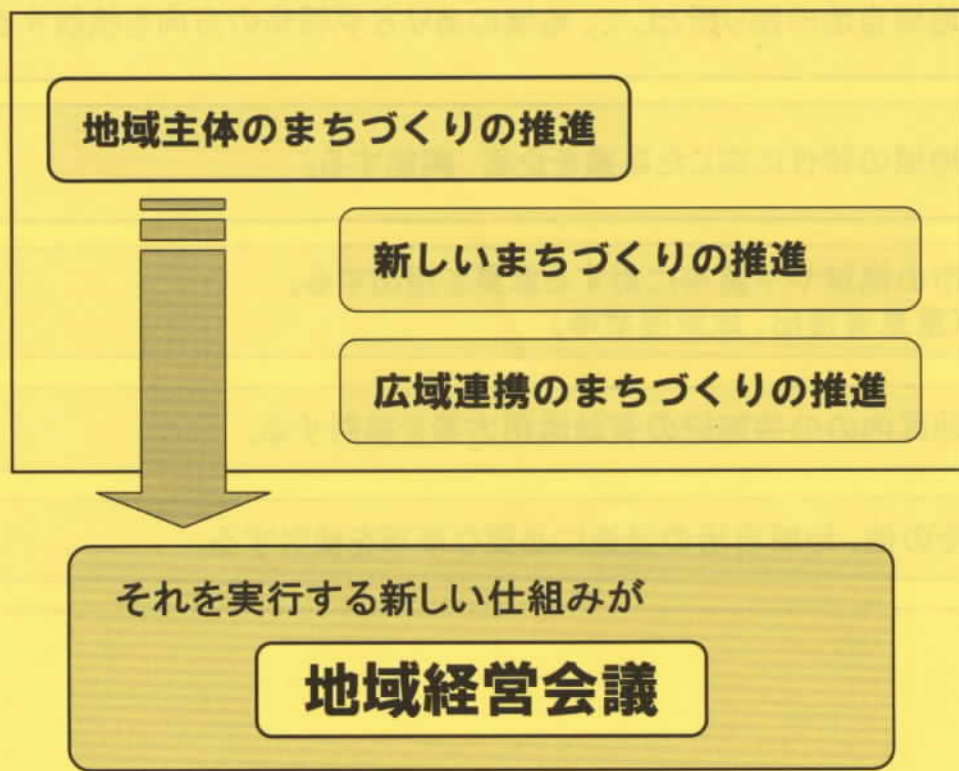 地域主体のまちづくりの推進
新しいまちづくりの推進
広域連携のまちづくりの推進
それを実行する新しい仕組みが
地域経営会議